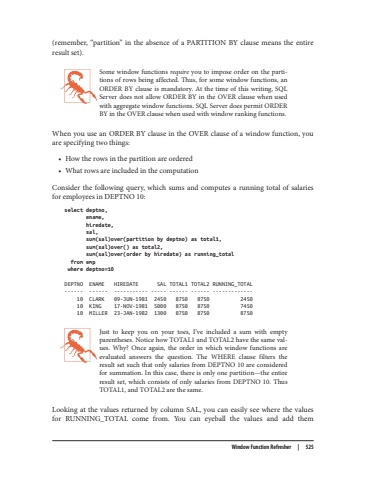 (remember, “partition” in the absence of a PARTITION BY clause means the entire
result set).
Some window functions require you to impose order on the parti-
tions of rows being affected. Thus, for some window functions, an
ORDER BY clause is mandatory. At the time of this writing, SQL
Server does not allow ORDER BY in the OVER clause when used
with aggregate window functions. SQL Server does permit ORDER
BY in the OVER clause when used with window ranking functions.
When you use an ORDER BY clause in the OVER clause of a window function, you
are specifying two things:
• How the rows in the partition are ordered
• What rows are included in the computation
Consider the following query, which sums and computes a running total of salaries
for employees in DEPTNO 10:
select deptno,
ename,
hiredate,
sal,
sum(sal)over(partition by deptno) as total1,
sum(sal)over() as total2,
sum(sal)over(order by hiredate) as running_total
from emp
where deptno=10
DEPTNO ENAME HIREDATE SAL TOTAL1 TOTAL2 RUNNING_TOTAL
------ ------ ----------- ----- ------ ------ -------------
10 CLARK 09-JUN-1981 2450 8750 8750 2450
10 KING 17-NOV-1981 5000 8750 8750 7450
10 MILLER 23-JAN-1982 1300 8750 8750 8750
Just to keep you on your toes, I’ve included a sum with empty
parentheses. Notice how TOTAL1 and TOTAL2 have the same val-
ues. Why? Once again, the order in which window functions are
evaluated answers the question. The WHERE clause filters the
result set such that only salaries from DEPTNO 10 are considered
for summation. In this case, there is only one partition—the entire
result set, which consists of only salaries from DEPTNO 10. Thus
TOTAL1, and TOTAL2 are the same.
Looking at the values returned by column SAL, you can easily see where the values
for RUNNING_TOTAL come from. You can eyeball the values and add them
Window Function Refresher | 525